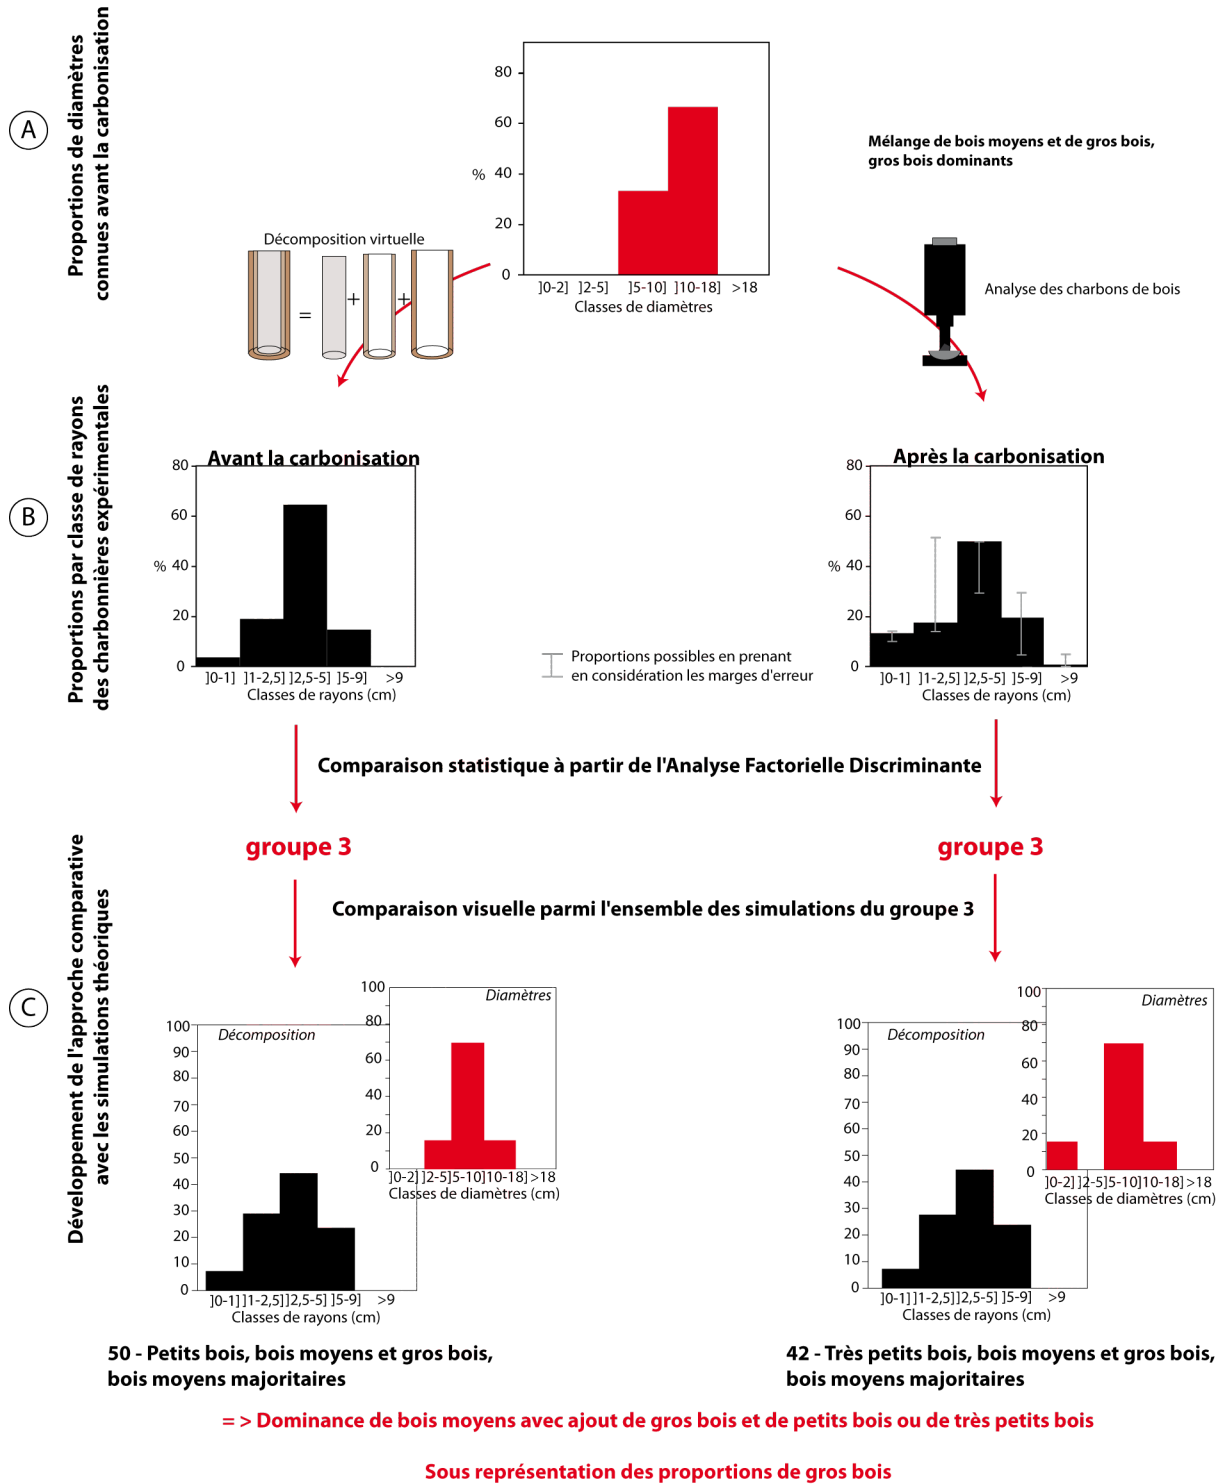 A
Proportions de diamètres
connues avant la carbonisation
80
60
%
40
20
0
]0-2]
]2-5]
]5-10]
]10-18]
>18
Classes de diamètres
Mélange de bois moyens et de gros bois,
gros bois dominants
Décomposition virtuelle
=
+
+
Analyse des charbons de bois
B
Proportions par classe de rayons
des charbonnières expérimentales
Avant la carbonisation
80
60
% 40
20
0
]0-1] ]1-2,5] ]2,5-5] ]5-9] >9
Classes de rayons (cm)
Proportions possibles en prenant
en considération les marges d'erreur
Après la carbonisation
80
60
% 40
20
0
]0-1] ]1-2,5] ]2,5-5] ]5-9] >9
Classes de rayons (cm)
Comparaison statistique à partir de l'Analyse Factorielle Discriminante
groupe 3
groupe 3
Comparaison visuelle parmi l'ensemble des simulations du groupe 3
C
Développement de l'approche comparative
avec les simulations théoriques
Décomposition
100
90
80
70
60
50
40
30
20
10
0
]0-1] ]1-2,5] ]2,5-5] ]5-9] >9
Classes de rayons (cm)
Diamètres
100
80
60
40
20
0
]0-2] ]2-5] ]5-10] ]10-18] >18
Classes de diamètres (cm)
Décomposition
100
90
80
70
60
50
40
30
20
10
0
]0-1] ]1-2,5] ]2,5-5] ]5-9] >9
Classes de rayons (cm)
Diamètres
100
80
60
40
20
0
]0-2] ]2-5] ]5-10] ]10-18] >18
Classes de diamètres (cm)
50 - Petits bois, bois moyens et gros bois,
bois moyens majoritaires
42 - Très petits bois, bois moyens et gros bois,
bois moyens majoritaires
= > Dominance de bois moyens avec ajout de gros bois et de petits bois ou de très petits bois
Sous représentation des proportions de gros bois